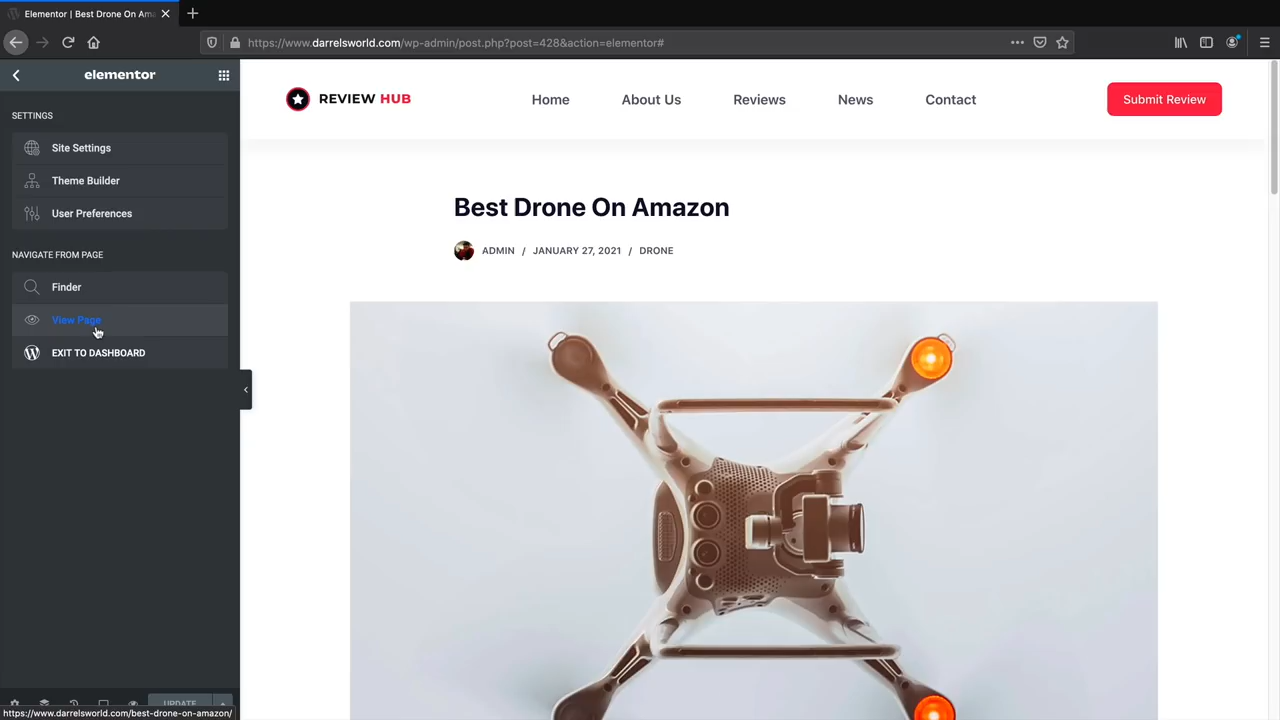 Elementor | Best Drone On Ama
https://www.darrelsworld.com/wp-admin/post.php?post=428&action=elementor#
elementor
SETTINGS
Site Settings
Theme Builder
User Preferences
NAVIGATE FROM PAGE
Finder
View Page
EXIT TO DASHBOARD
UPDATE
https://www.darrelsworld.com/best-drone-on-amazon/
REVIEW HUB
Home
About Us
Reviews
News
Contact
Submit Review
Best Drone On Amazon
ADMIN / JANUARY 27, 2021 / DRONE